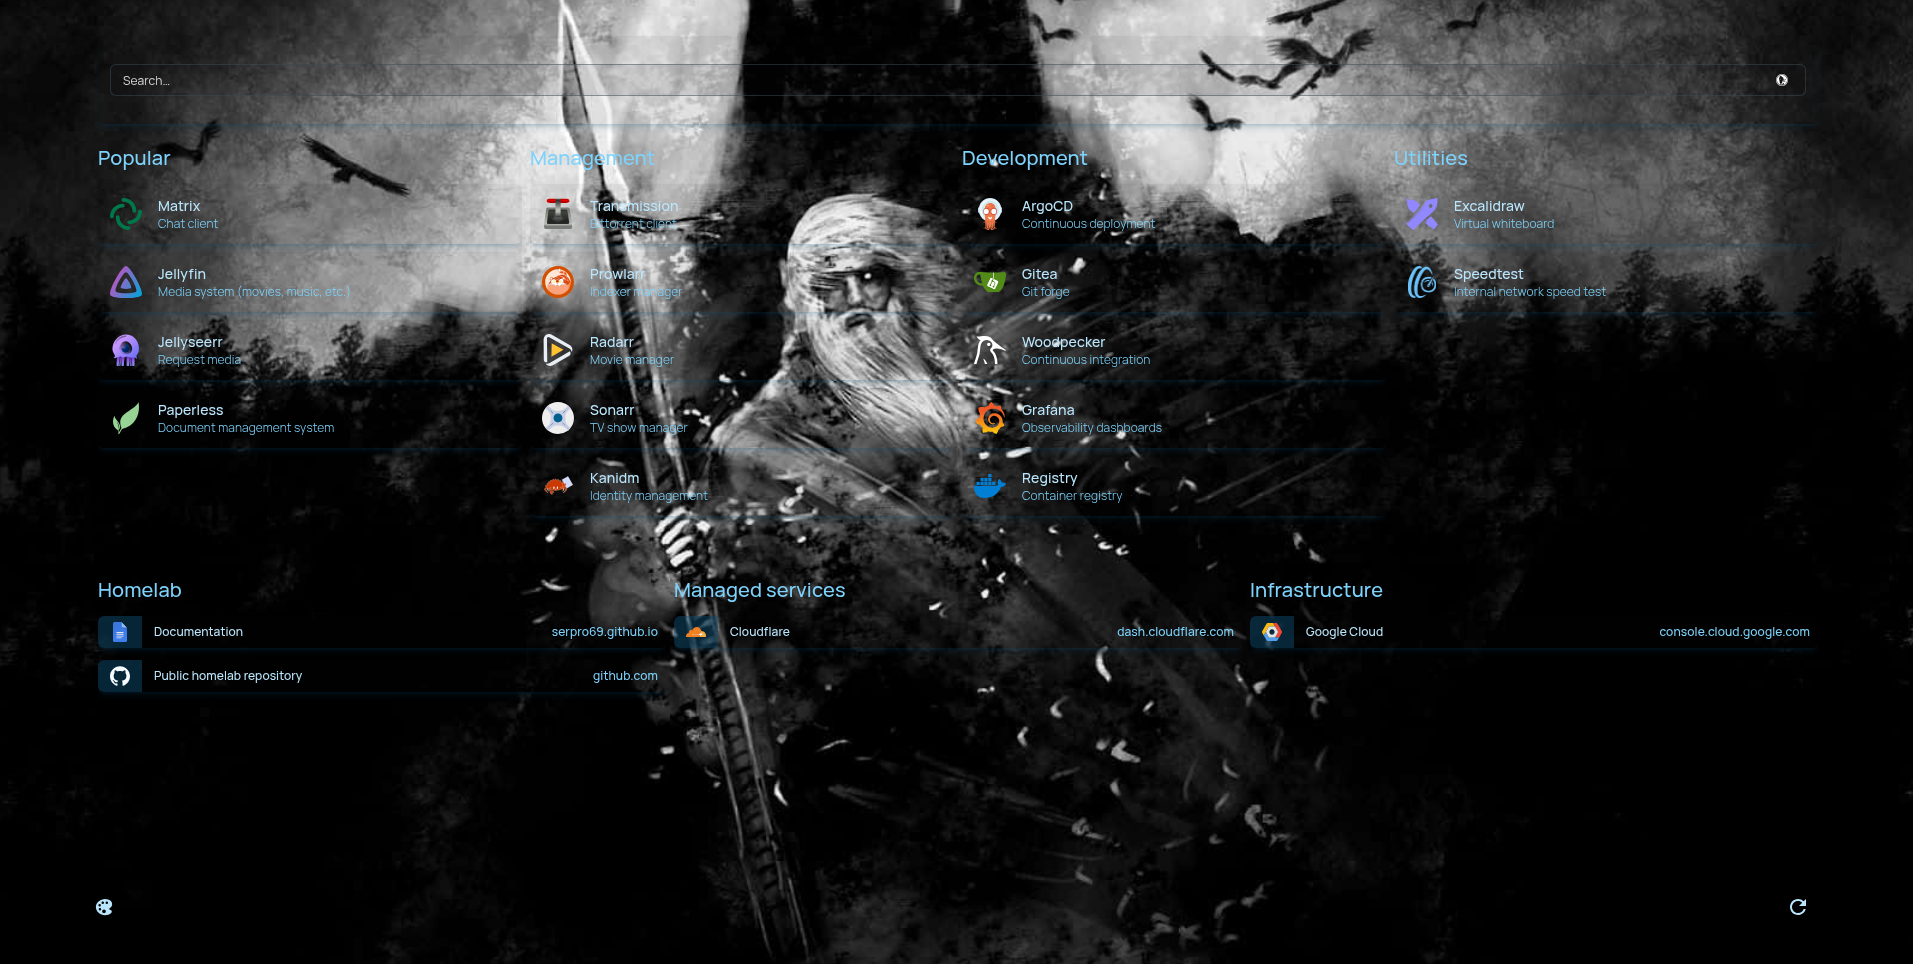 Search...
Popular
Matrix
Chat client
Jellyfin
Media system (movies, music, etc.)
Jellyseerr
Request media
Paperless
Document management system
Management
Transmission
Bittorrent client
Prowlarr
Indexer manager
Radarr
Movie manager
Sonarr
TV show manager
Kanidm
Identity management
Development
ArgoCD
Continuous deployment
Gitea
Git forge
Woodpecker
Continuous integration
Grafana
Observability dashboards
Registry
Container registry
Utilities
Excalidraw
Virtual whiteboard
Speedtest
Internal network speed test
Homelab
Documentation serpro69.github.io
Public homelab repository github.com
Managed services
Cloudflare dash.cloudflare.com
Infrastructure
Google Cloud console.cloud.google.com